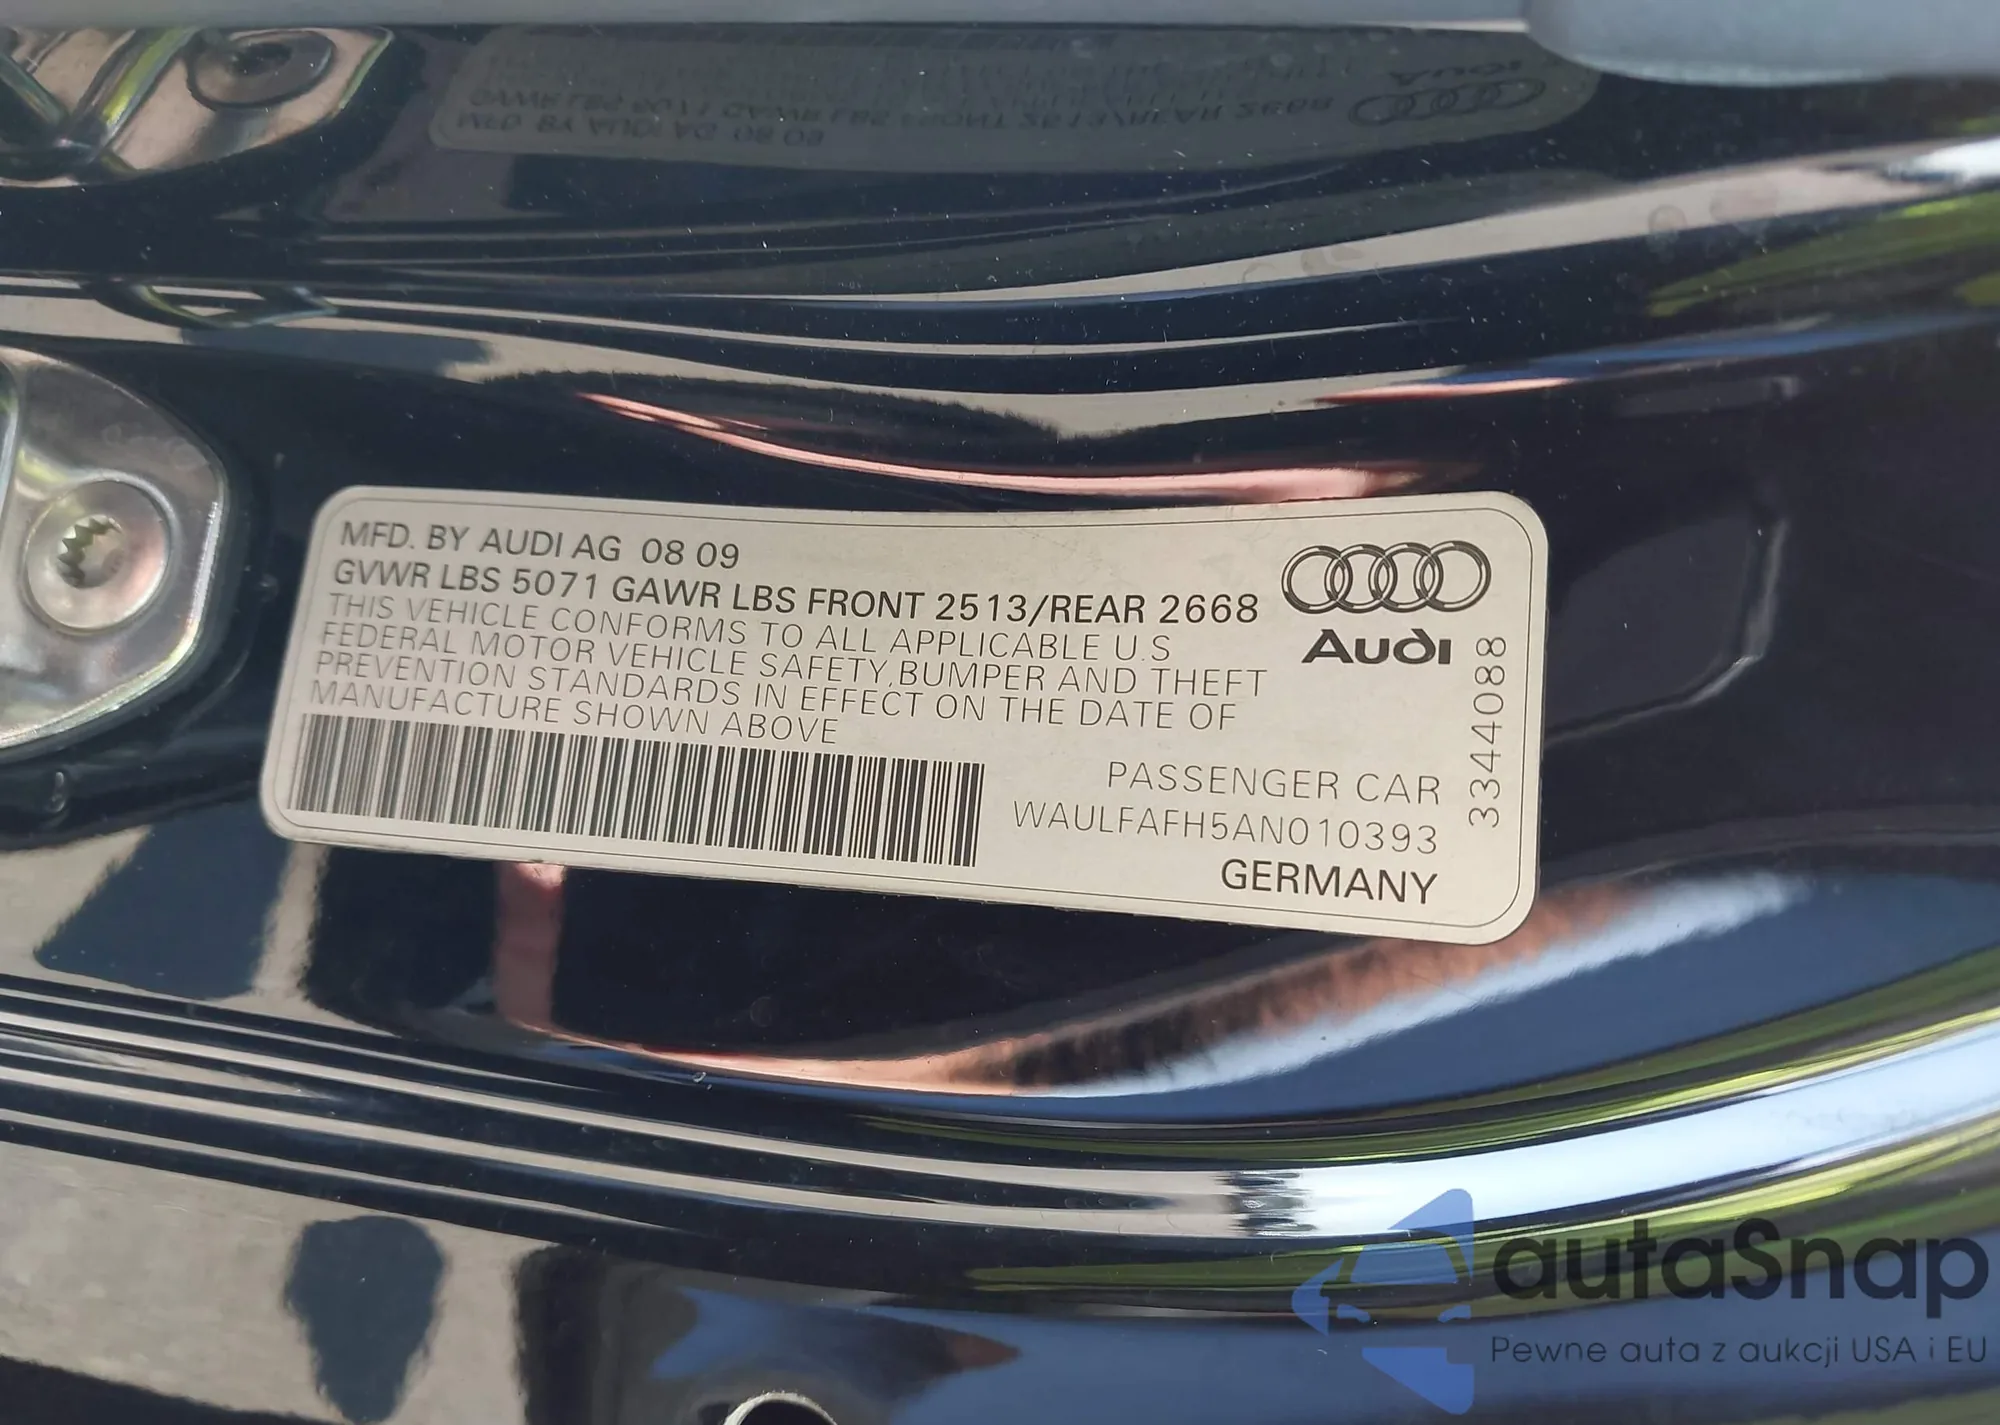 MFD. BY AUDI AG 08 09
GVWR LBS 5071 GAWR LBS FRONT 2513/REAR 2668
THIS VEHICLE CONFORMS TO ALL APPLICABLE U.S
FEDERAL MOTOR VEHICLE SAFETY,BUMPER AND THEFT
PREVENTION STANDARDS IN EFFECT ON THE DATE OF
MANUFACTURE SHOWN ABOVE
Audi
3344088
PASSENGER CAR
WAULFAFH5AN010393
GERMANY
autaSnap
Pewne auta z aukcji USA i EU